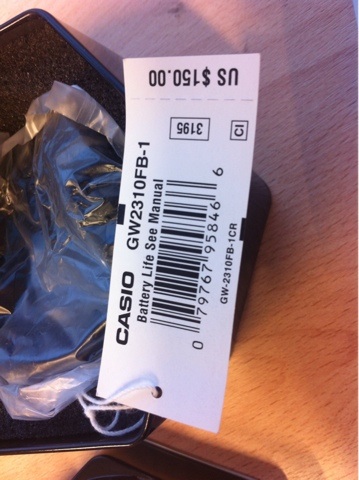 CASIO GW2310FB-1
Battery Life See Manual
0 79767 95846 6
GW-2310FB-1CR
3195
CI
US $150.00